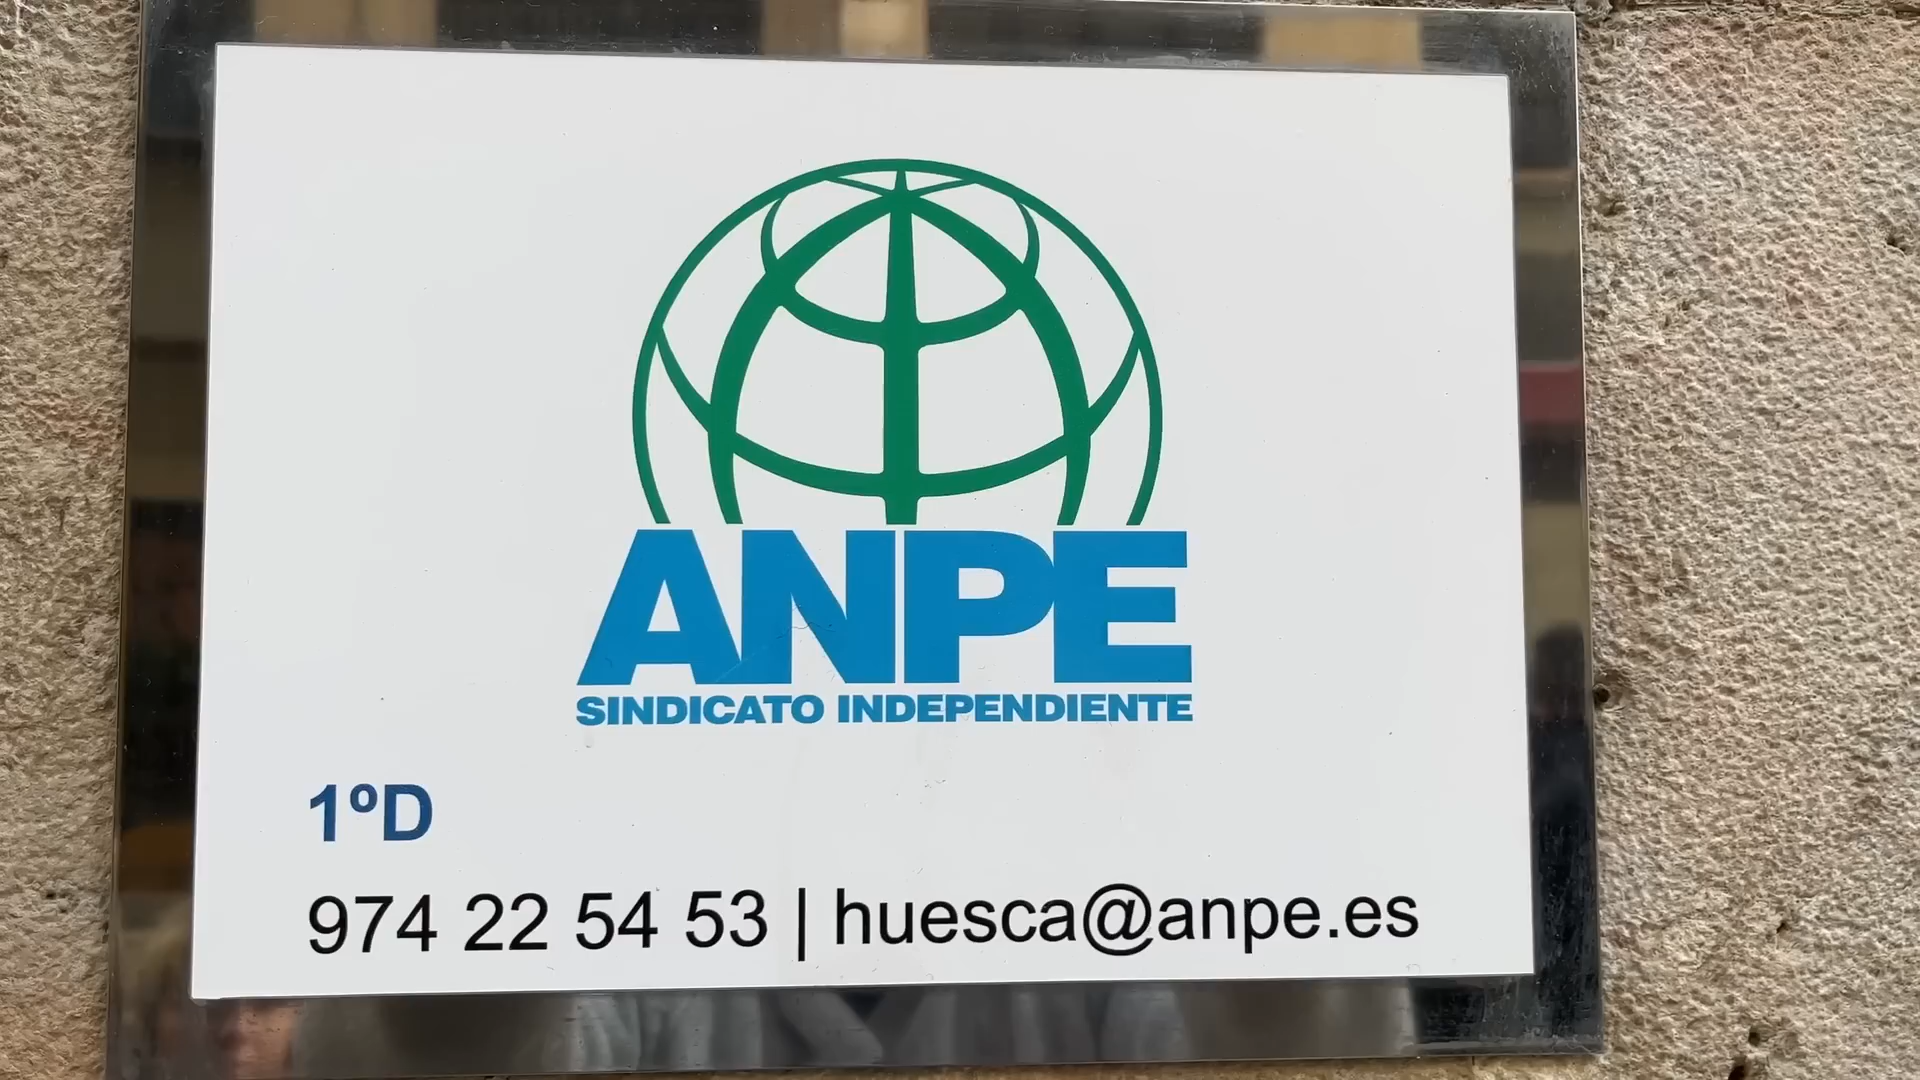 ANPE
SINDICATO INDEPENDIENTE
1ºD
974 22 54 53 | huesca@anpe.es